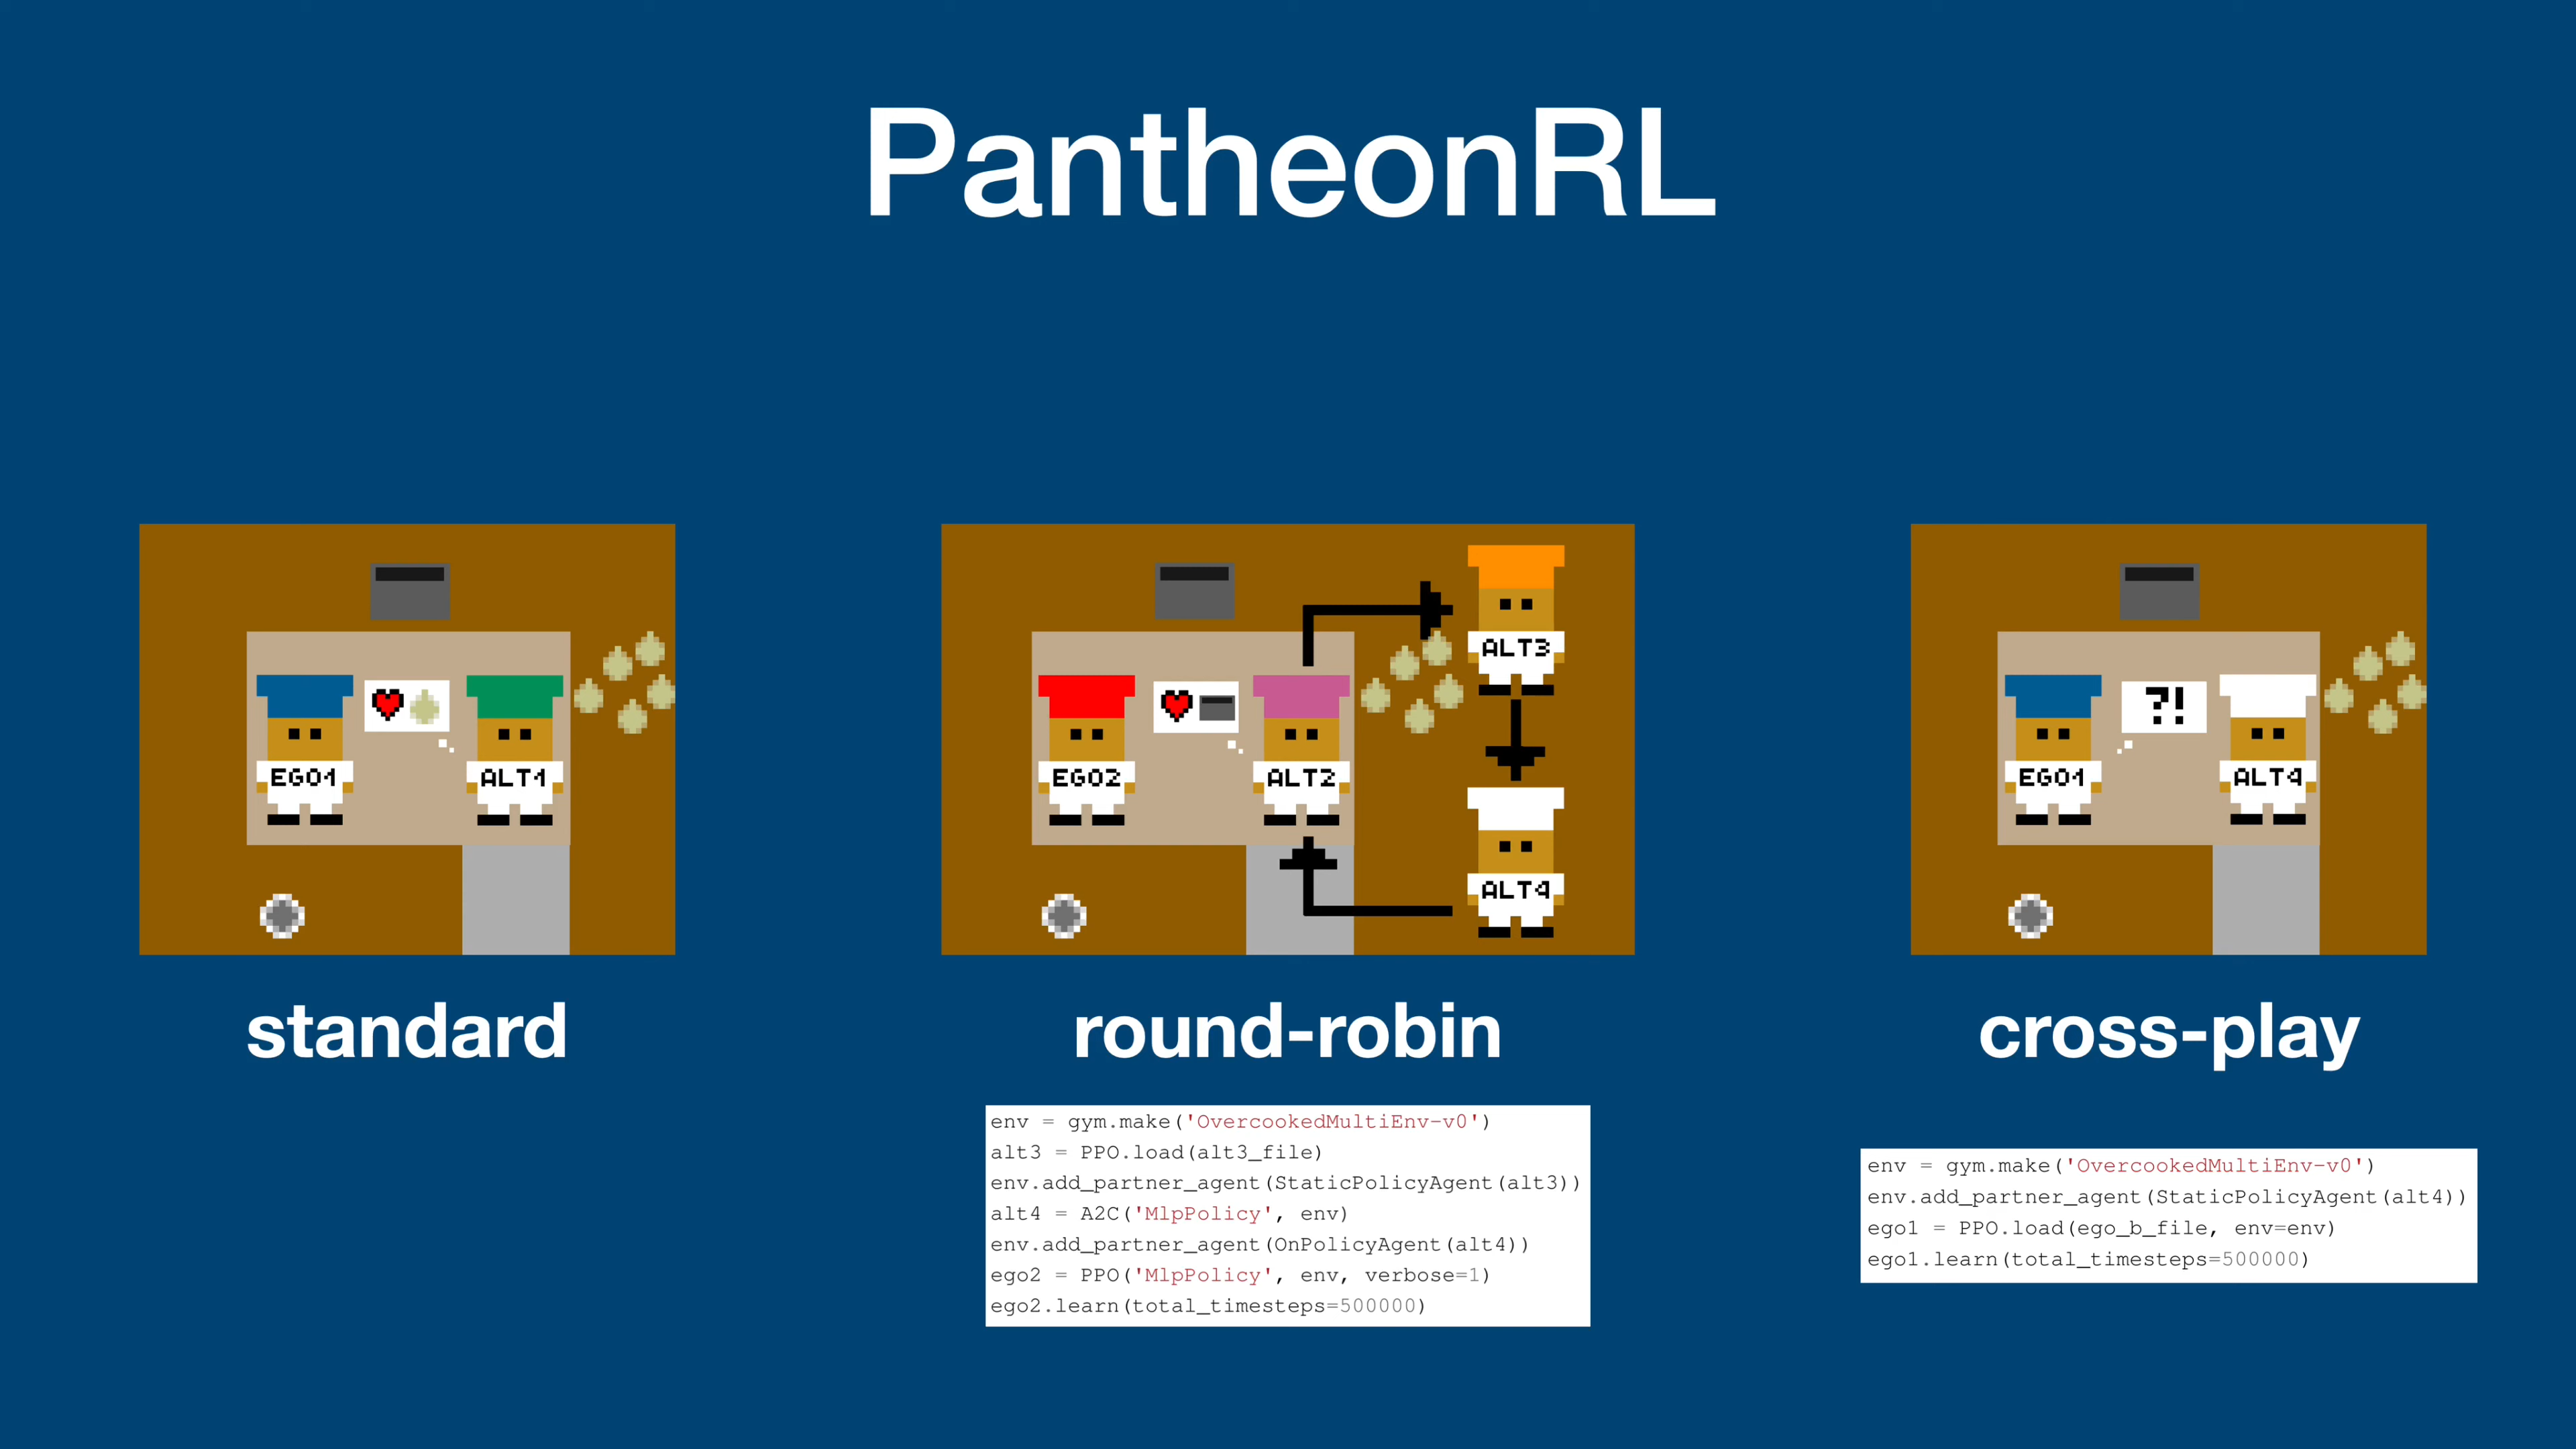 PantheonRL
EGO1
ALT1
standard
EGO2
ALT2
ALT3
ALT4
round-robin
env = gym.make('OvercookedMultiEnv-v0')
alt3 = PPO.load(alt3_file)
env.add_partner_agent(StaticPolicyAgent(alt3))
alt4 = A2C('MlpPolicy', env)
env.add_partner_agent(OnPolicyAgent(alt4))
ego2 = PPO('MlpPolicy', env, verbose=1)
ego2.learn(total_timesteps=500000)
?!
EGO1
ALT4
cross-play
env = gym.make('OvercookedMultiEnv-v0')
env.add_partner_agent(StaticPolicyAgent(alt4))
ego1 = PPO.load(ego_b_file, env=env)
ego1.learn(total_timesteps=500000)